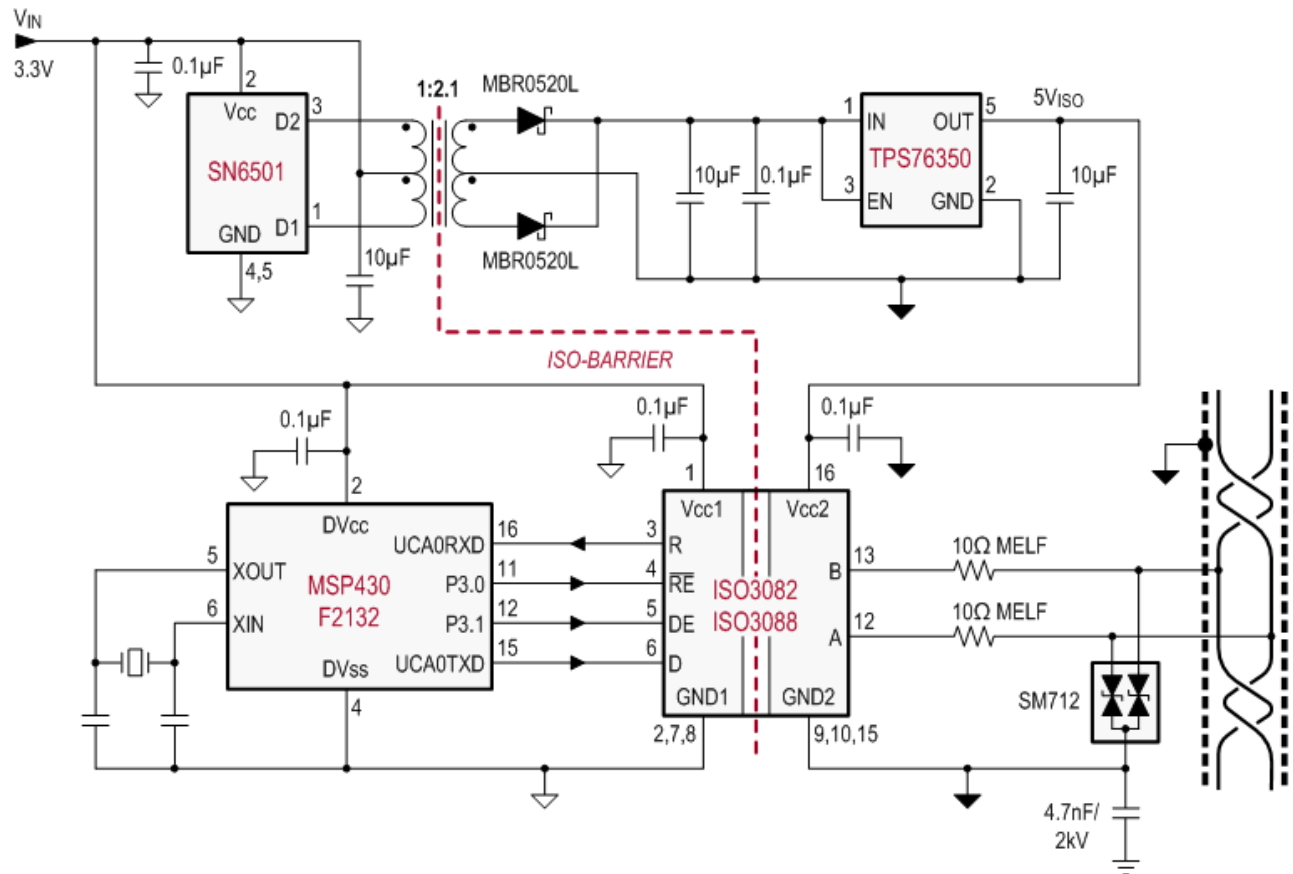 VIN
3.3V
0.1µF
2
Vcc
D2
3
SN6501
D1
1
GND
4,5
10µF
1:2.1
MBR0520L
MBR0520L
10µF
0.1µF
1
IN
OUT
5
TPS76350
3
EN
GND
2
5VISO
10µF
ISO-BARRIER
0.1µF
2
DVcc
5
XOUT
MSP430
F2132
6
XIN
UCA0RXD
16
P3.0
11
P3.1
12
UCA0TXD
15
DVss
4
0.1µF
1
Vcc1
3
R
4
RE
5
DE
6
D
GND1
2,7,8
0.1µF
16
Vcc2
ISO3082
ISO3088
B
13
A
12
GND2
9,10,15
10Ω MELF
10Ω MELF
SM712
4.7nF/
2kV